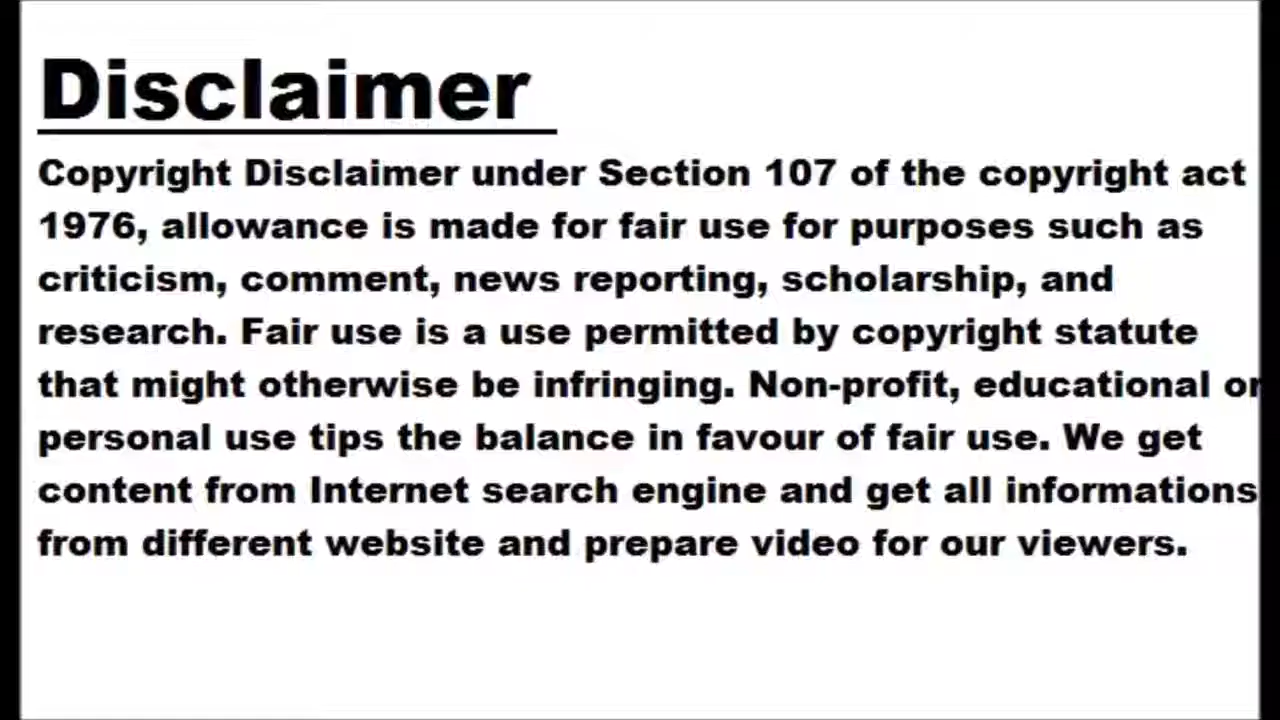 Disclaimer
Copyright Disclaimer under Section 107 of the copyright act
1976, allowance is made for fair use for purposes such as
criticism, comment, news reporting, scholarship, and
research. Fair use is a use permitted by copyright statute
that might otherwise be infringing. Non-profit, educational or
personal use tips the balance in favour of fair use. We get
content from Internet search engine and get all informations
from different website and prepare video for our viewers.